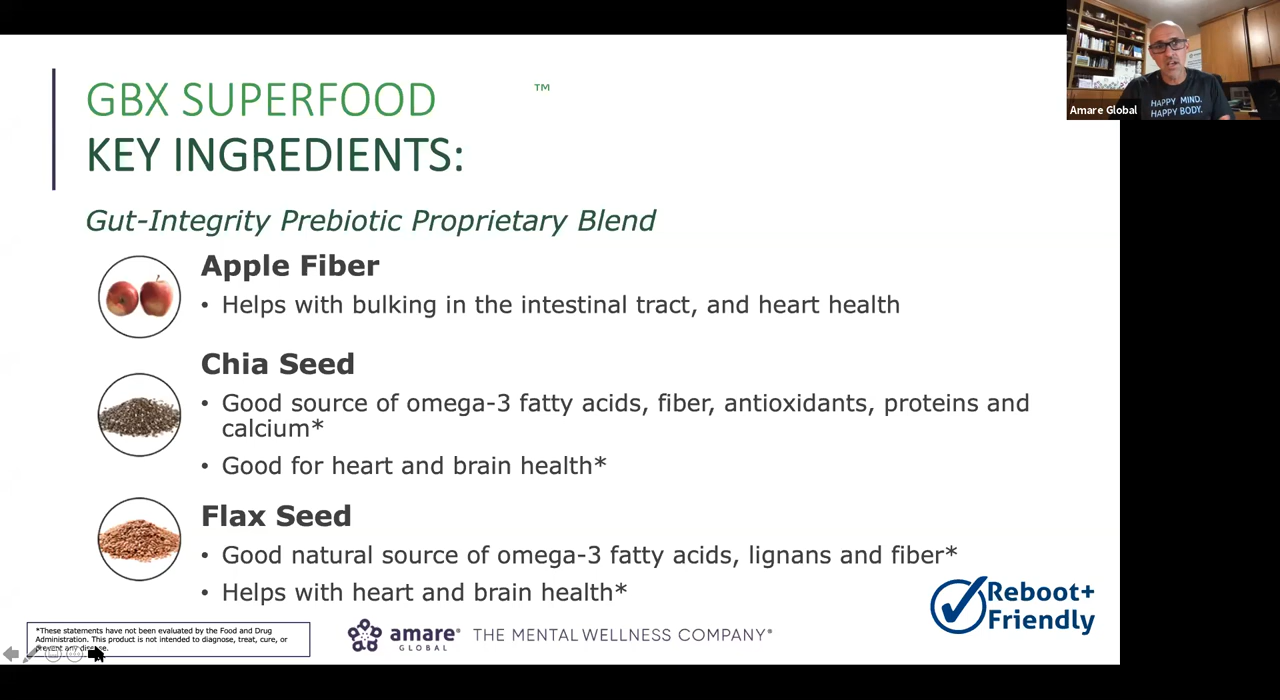 GBX SUPERFOOD ™
KEY INGREDIENTS:
Gut-Integrity Prebiotic Proprietary Blend
Apple Fiber
• Helps with bulking in the intestinal tract, and heart health
Chia Seed
• Good source of omega-3 fatty acids, fiber, antioxidants, proteins and
calcium*
• Good for heart and brain health*
Flax Seed
• Good natural source of omega-3 fatty acids, lignans and fiber*
• Helps with heart and brain health*
*These statements have not been evaluated by the Food and Drug
Administration. This product is not intended to diagnose, treat, cure, or
prevent any disease.
amare®
GLOBAL
THE MENTAL WELLNESS COMPANY®
Reboot+
Friendly
HAPPY MIND.
HAPPY BODY.
Amare Global